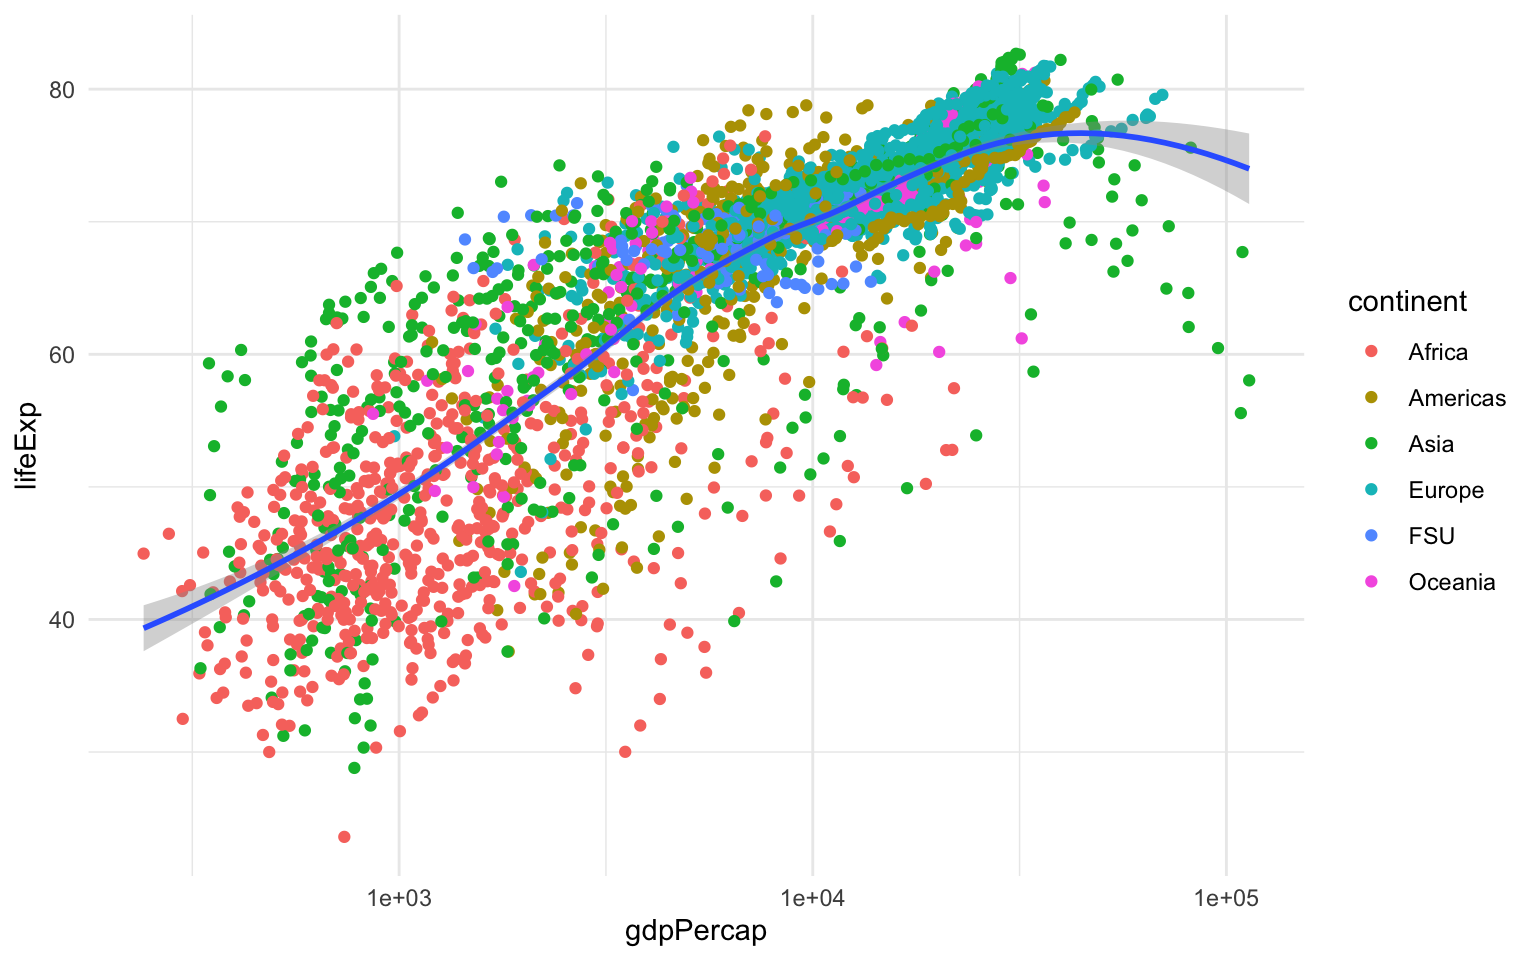 lifeExp
80
60
40
1e+03
1e+04
1e+05
gdpPercap
continent
Africa
Americas
Asia
Europe
FSU
Oceania